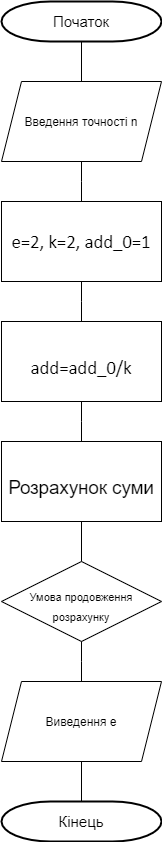 Початок
Введення точності n
e=2, k=2, add_0=1
add=add_0/k
Розрахунок суми
Умова продовження
розрахунку
Виведення e
Кінець